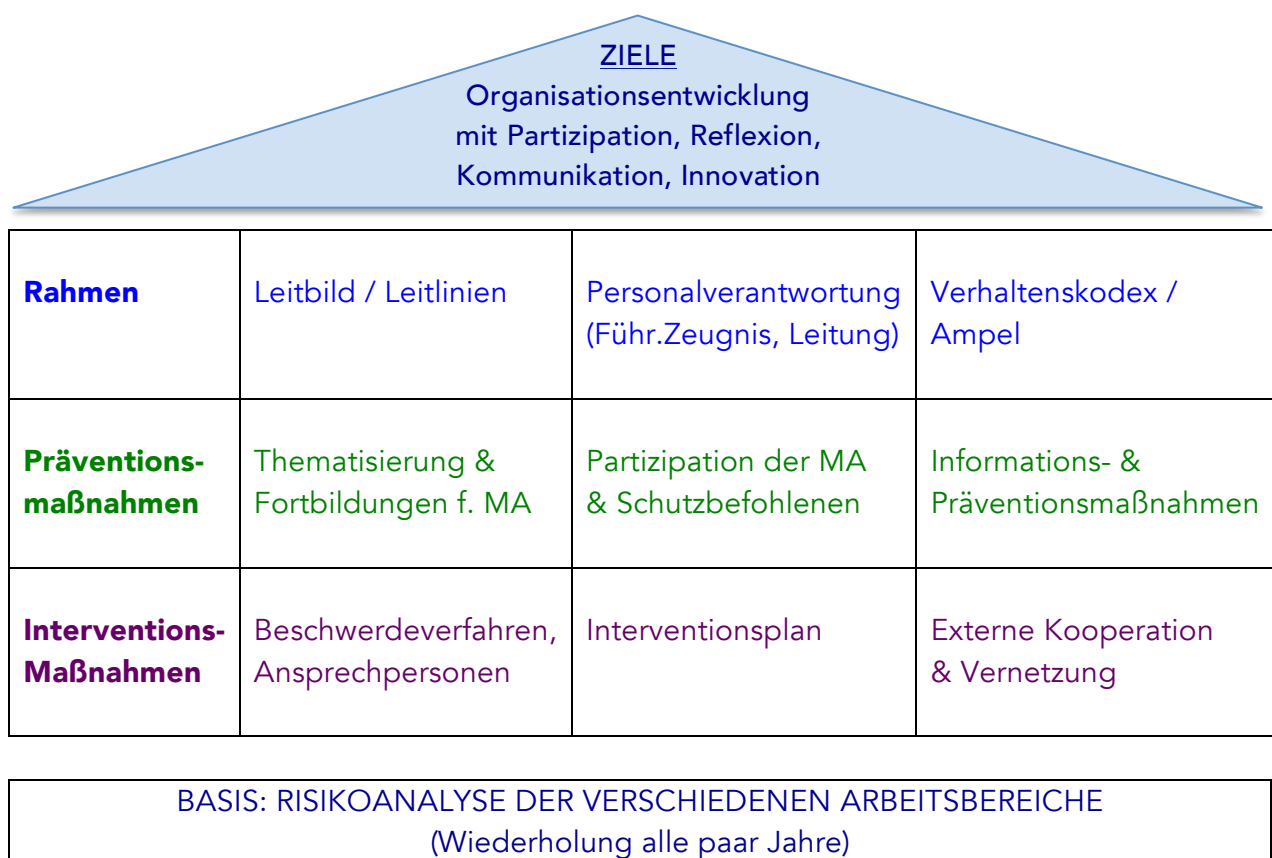 ZIELE
Organisationsentwicklung
mit Partizipation, Reflexion,
Kommunikation, Innovation
Rahmen
Leitbild / Leitlinien
Personalverantwortung
(Führ.Zeugnis, Leitung)
Verhaltenskodex /
Ampel
Präventions-
maßnahmen
Thematisierung &
Fortbildungen f. MA
Partizipation der MA
& Schutzbefohlenen
Informations- &
Präventionsmaßnahmen
Interventions-
Maßnahmen
Beschwerdeverfahren,
Ansprechpersonen
Interventionsplan
Externe Kooperation
& Vernetzung
BASIS: RISIKOANALYSE DER VERSCHIEDENEN ARBEITSBEREICHE
(Wiederholung alle paar Jahre)